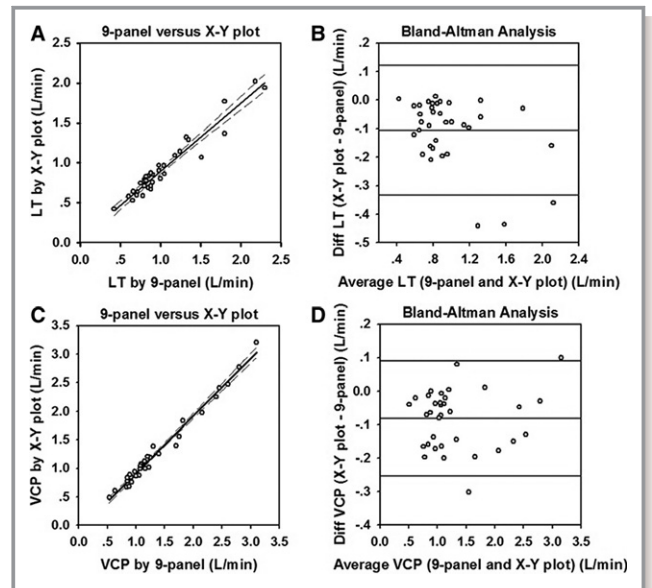 A
9-panel versus X-Y plot
LT by X-Y plot (L/min)
2.5
2.0
1.5
1.0
.5
0.0
0.0 .5 1.0 1.5 2.0 2.5
LT by 9-panel (L/min)
B
Bland-Altman Analysis
Diff LT (X-Y plot - 9-panel) (L/min)
.2
.1
0.0
-.1
-.2
-.3
-.4
-.5
.4 .8 1.2 1.6 2.0 2.4
Average LT (9-panel and X-Y plot) (L/min)
C
9-panel versus X-Y plot
VCP by X-Y plot (L/min)
3.5
3.0
2.5
2.0
1.5
1.0
.5
0.0
0.0 .5 1.0 1.5 2.0 2.5 3.0 3.5
VCP by 9-panel (L/min)
D
Bland-Altman Analysis
Diff VCP (X-Y plot - 9-panel) (L/min)
.2
.1
0.0
-.1
-.2
-.3
-.4
0.0 .5 1.0 1.5 2.0 2.5 3.0 3.5
Average VCP (9-panel and X-Y plot) (L/min)